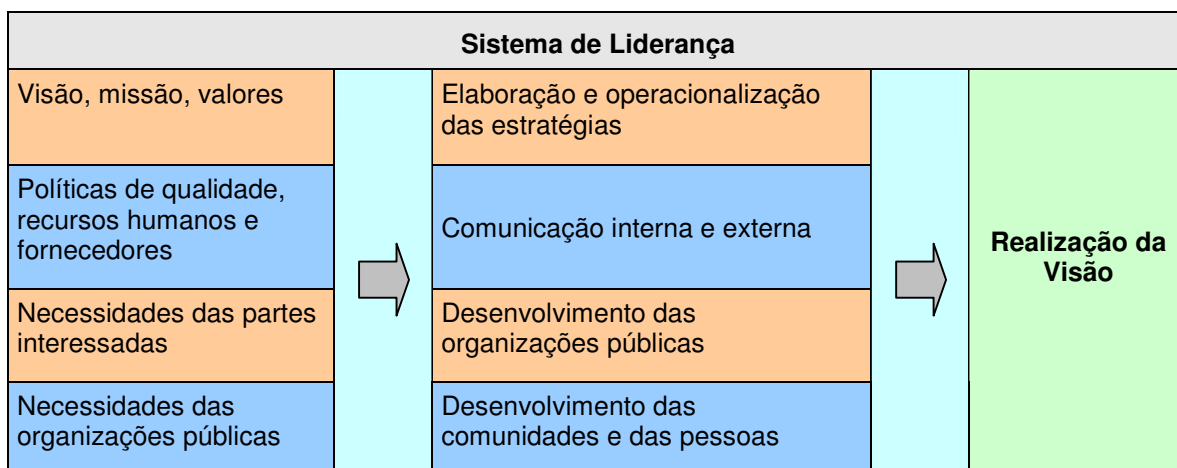 Sistema de Liderança
Visão, missão, valores
Elaboração e operacionalização
das estratégias
Políticas de qualidade,
recursos humanos e
fornecedores
Comunicação interna e externa
Realização da
Visão
Necessidades das partes
interessadas
Desenvolvimento das
organizações públicas
Necessidades das
organizações públicas
Desenvolvimento das
comunidades e das pessoas